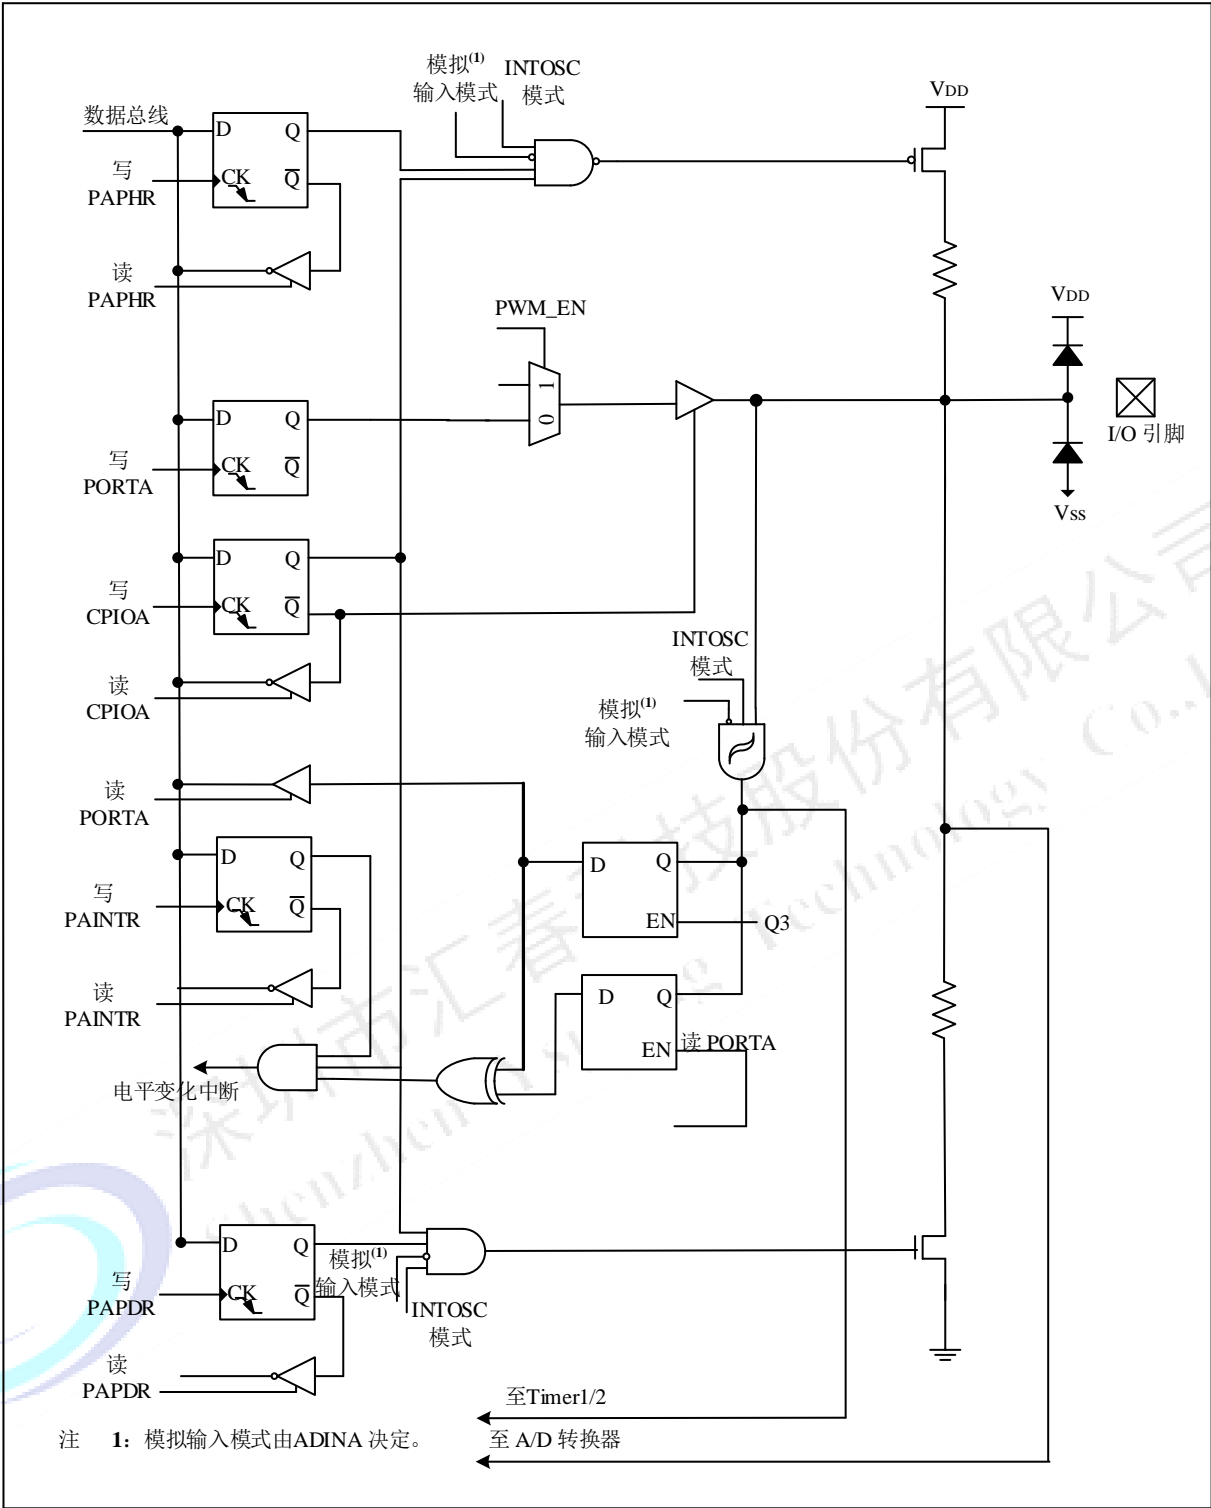 模拟(1)
输入模式
INTOSC
模式
VDD
数据总线
D
Q
写
PAPHR
CK
Q
读
PAPHR
PWM_EN
VDD
1
0
D
Q
I/O 引脚
写
PORTA
CK
Q
VSS
D
Q
写
CPIOA
CK
Q
INTOSC
模式
读
CPIOA
模拟(1)
输入模式
读
PORTA
D
Q
D
Q
写
PAINTR
CK
Q
EN
Q3
读
PAINTR
D
Q
EN
读 PORTA
电平变化中断
D
Q
模拟(1)
输入模式
写
PAPDR
CK
Q
INTOSC
模式
读
PAPDR
至Timer1/2
注 1：模拟输入模式由ADINA 决定。
至 A/D 转换器